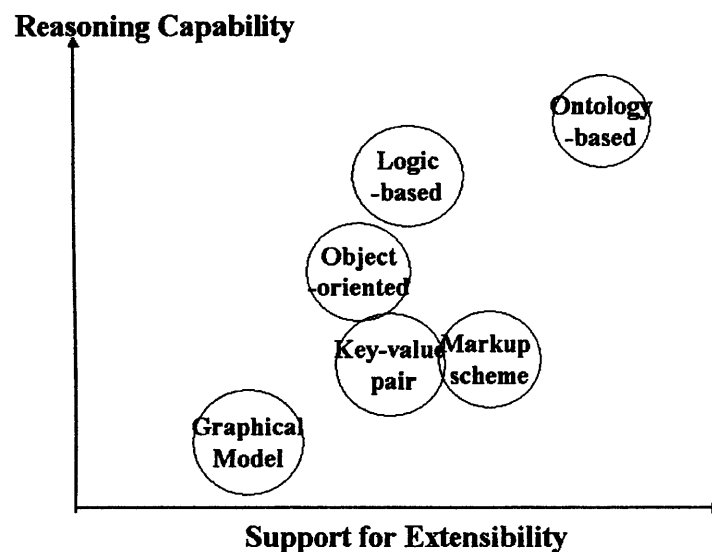 Reasoning Capability
Ontology
-based
Logic
-based
Object
-oriented
Key-value
pair
Markup
scheme
Graphical
Model
Support for Extensibility